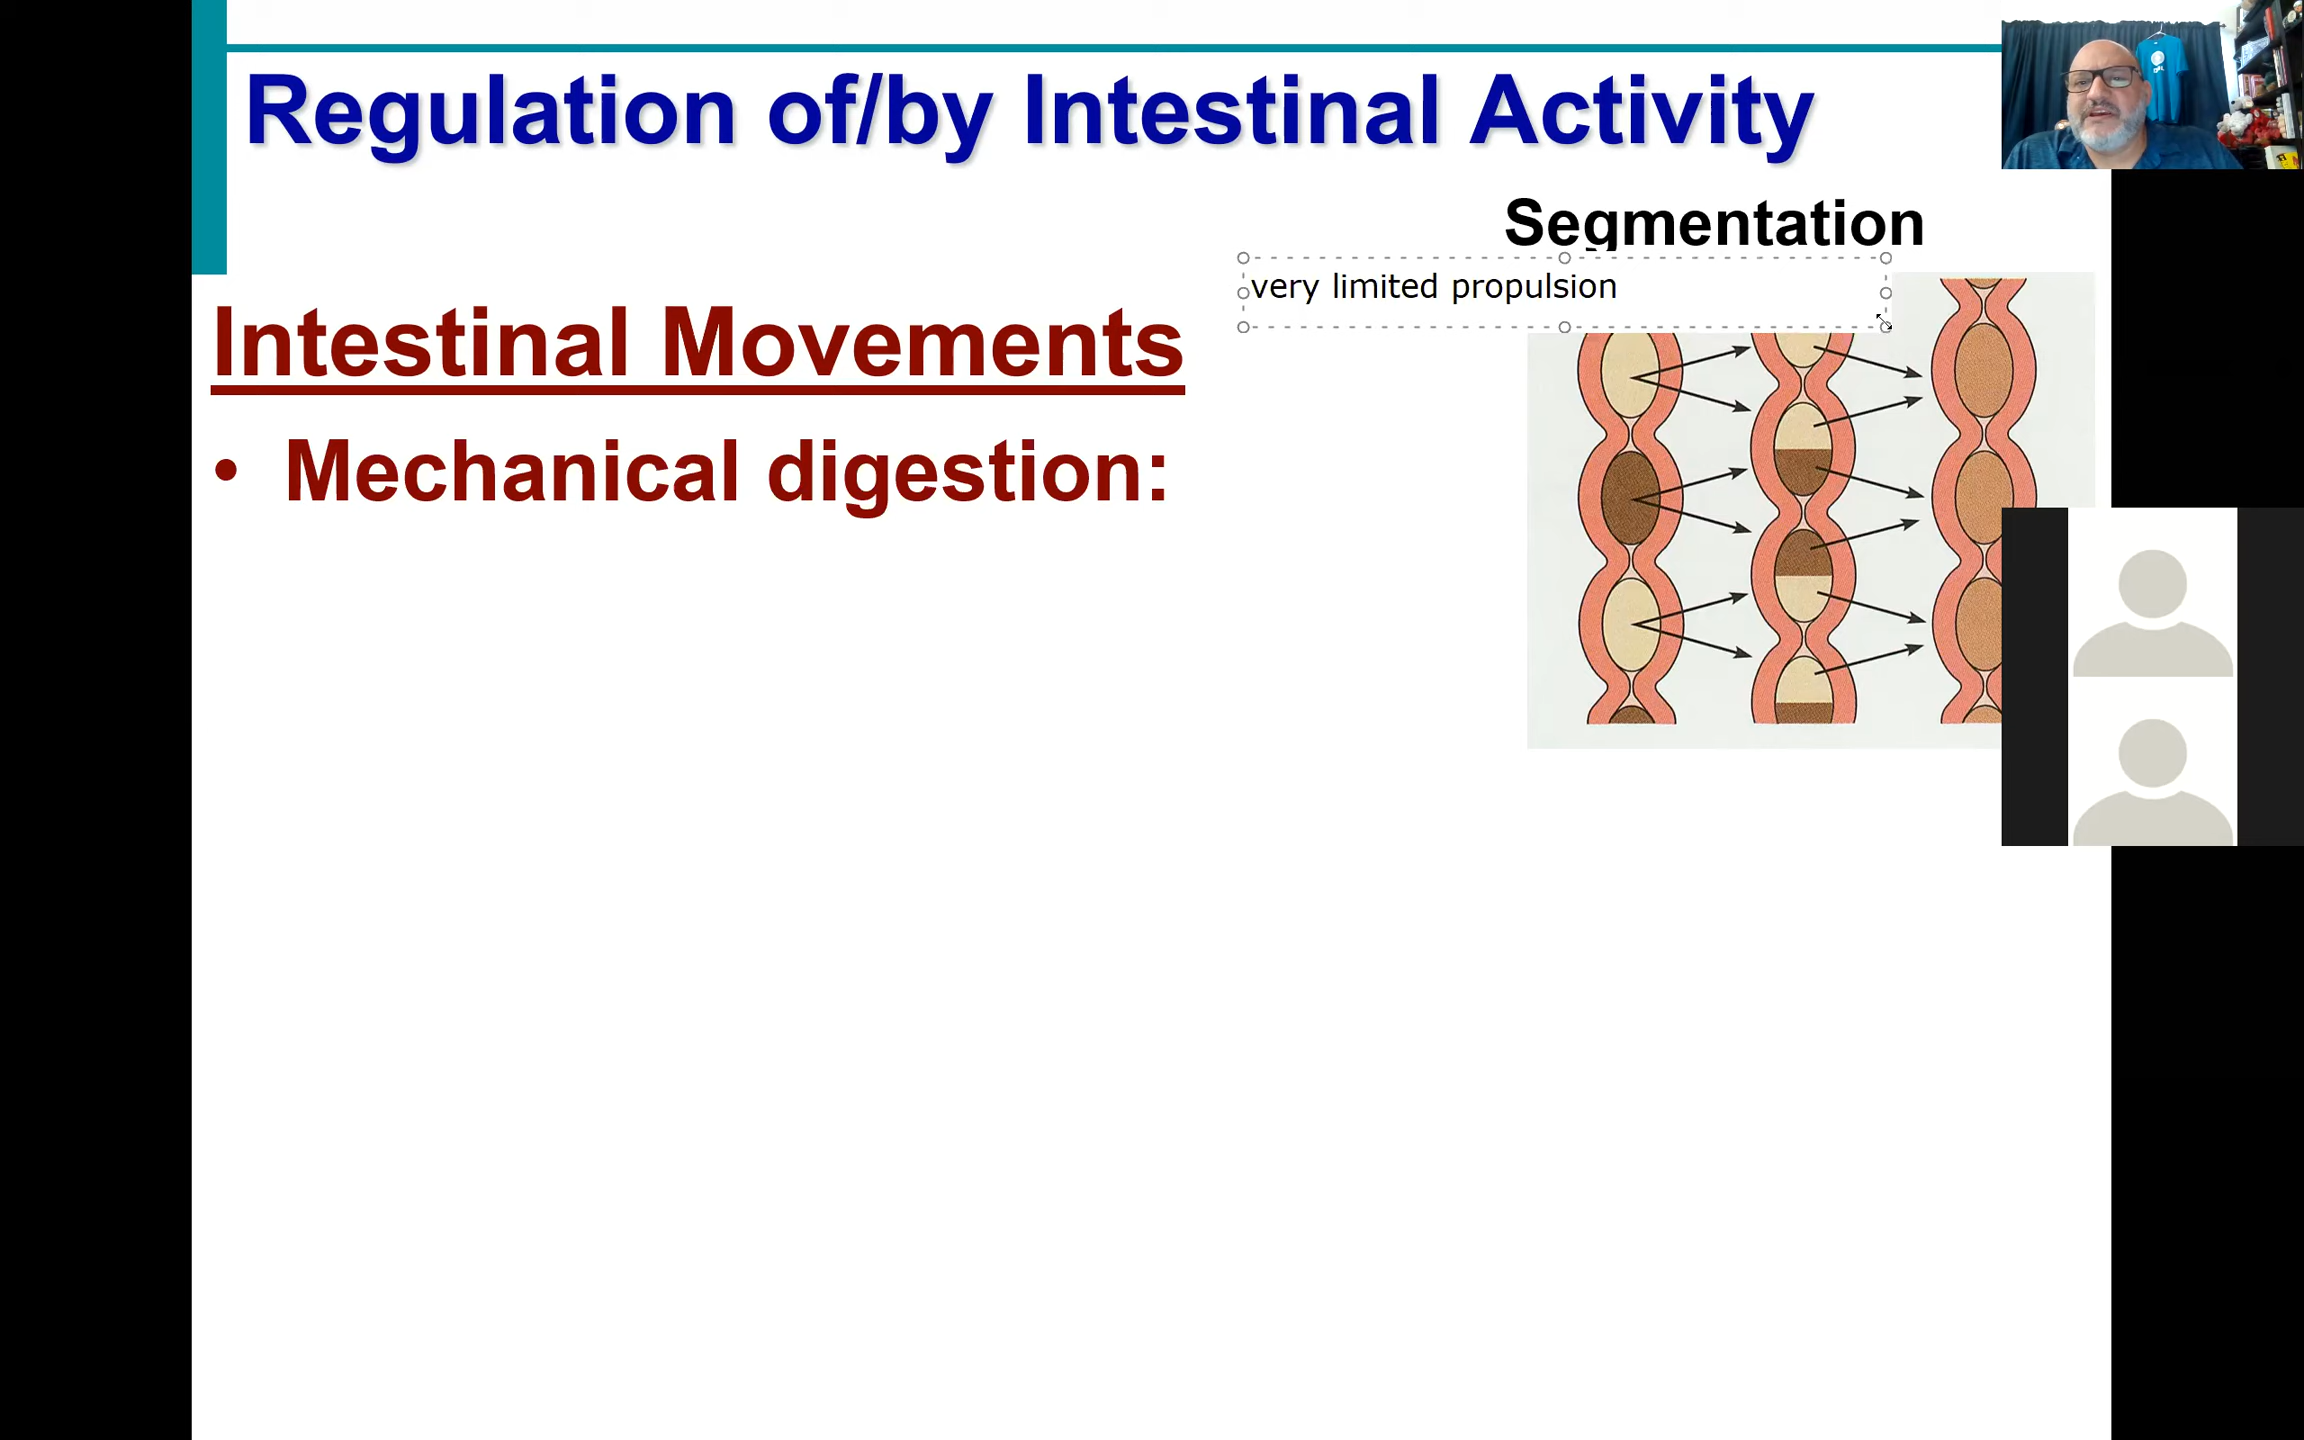 Regulation of/by Intestinal Activity
Segmentation
very limited propulsion
Intestinal Movements
• Mechanical digestion: